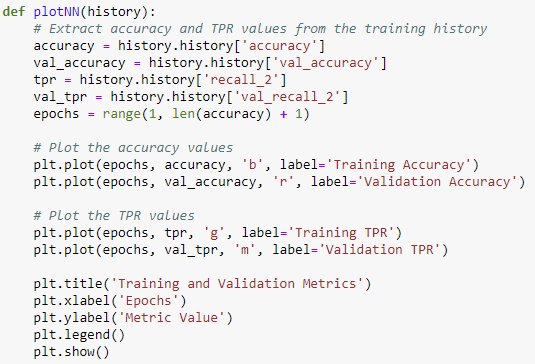 def plotNN(history):
    # Extract accuracy and TPR values from the training history
    accuracy = history.history['accuracy']
    val_accuracy = history.history['val_accuracy']
    tpr = history.history['recall_2']
    val_tpr = history.history['val_recall_2']
    epochs = range(1, len(accuracy) + 1)

    # Plot the accuracy values
    plt.plot(epochs, accuracy, 'b', label='Training Accuracy')
    plt.plot(epochs, val_accuracy, 'r', label='Validation Accuracy')

    # Plot the TPR values
    plt.plot(epochs, tpr, 'g', label='Training TPR')
    plt.plot(epochs, val_tpr, 'm', label='Validation TPR')

    plt.title('Training and Validation Metrics')
    plt.xlabel('Epochs')
    plt.ylabel('Metric Value')
    plt.legend()
    plt.show()